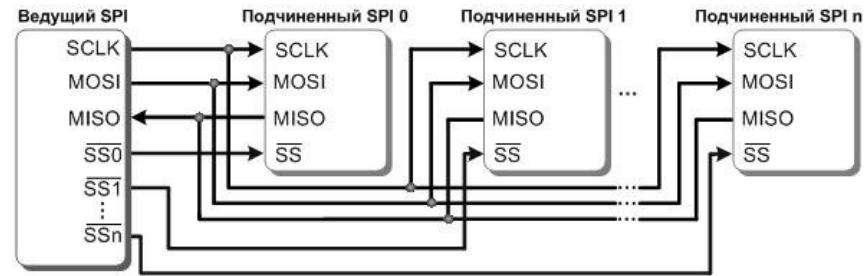 Ведущий SPI
SCLK
MOSI
MISO
SS0
SS1
⋮
SSn
Подчиненный SPI 0
SCLK
MOSI
MISO
SS
Подчиненный SPI 1
SCLK
MOSI
MISO
SS
...
Подчиненный SPI n
SCLK
MOSI
MISO
SS